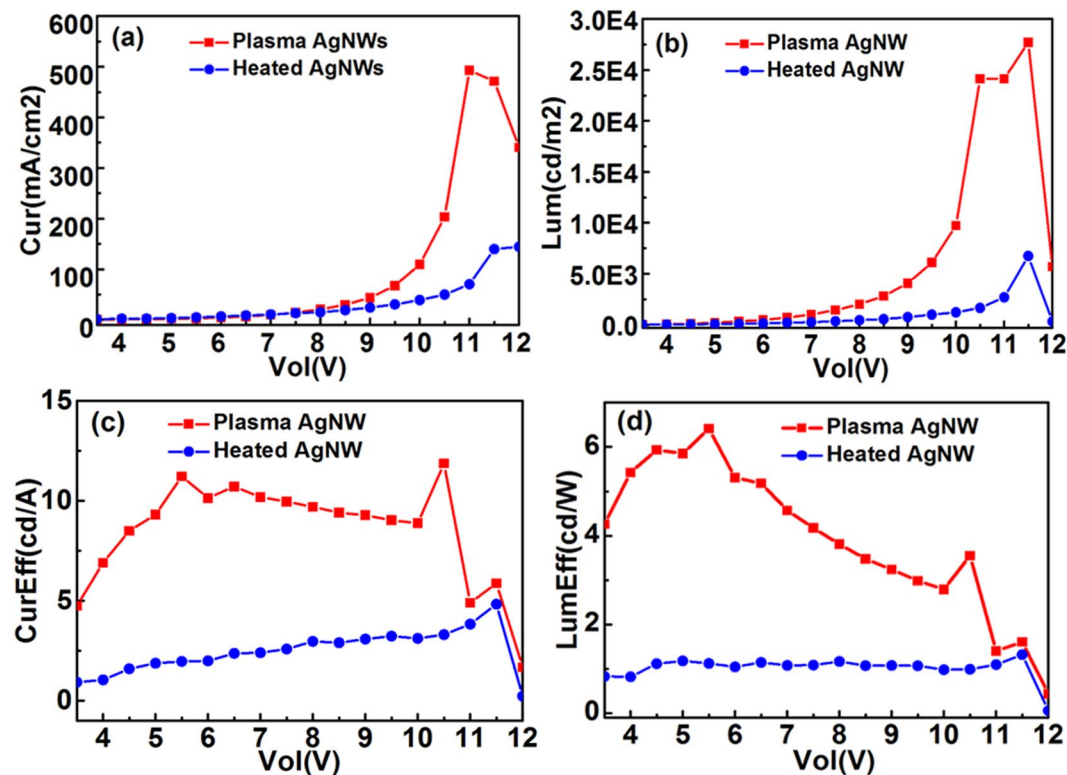 (a)
Plasma AgNWs
Heated AgNWs
Cur(mA/cm2)
600
500
400
300
200
100
0
4 5 6 7 8 9 10 11 12
Vol(V)
(b)
Plasma AgNW
Heated AgNW
Lum(cd/m2)
3.0E4
2.5E4
2.0E4
1.5E4
1.0E4
5.0E3
0.0
4 5 6 7 8 9 10 11 12
Vol(V)
(c)
Plasma AgNW
Heated AgNW
CurEff(cd/A)
15
10
5
0
4 5 6 7 8 9 10 11 12
Vol(V)
(d)
Plasma AgNW
Heated AgNW
LumEff(cd/W)
6
4
2
0
4 5 6 7 8 9 10 11 12
Vol(V)